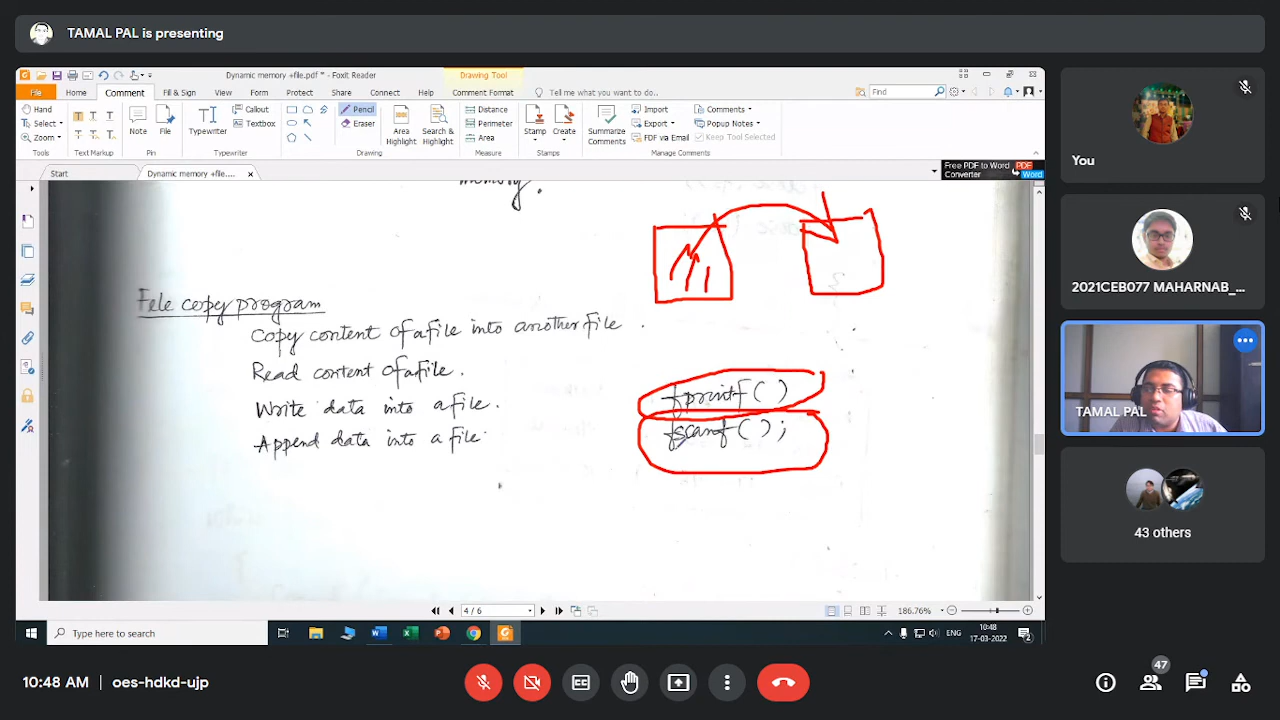 TAMAL PAL is presenting
Dynamic memory +file.pdf * - Foxit Reader
Drawing Tool
File Home Comment Fill & Sign View Form Protect Share Connect Help Comment Format Tell me what you want to do.. Find
Hand
Select
Zoom
Tools
Text Markup
Note
File
Pin
Typewriter
Callout
Textbox
Typewriter
Pencil
Eraser
Drawing
Area Highlight
Search & Highlight
Distance
Perimeter
Area
Measure
Stamp
Create
Stamps
Summarize Comments
Import
Export
FDF via Email
Comments
Popup Notes
Keep Tool Selected
Manage Comments
Start
Dynamic memory +file....
Free PDF to Word Converter
PDF
Word
memory.
File copy program
Copy content of a file into another file
Read content of a file.
Write data into a file.
Append data into a file.
fprintf ( )
fscanf ( ) ;
4 / 6
186.76%
Type here to search
ENG
10:48
17-03-2022
2
You
2021CEB077 MAHARNAB_...
TAMAL PAL
43 others
10:48 AM | oes-hdkd-ujp
47